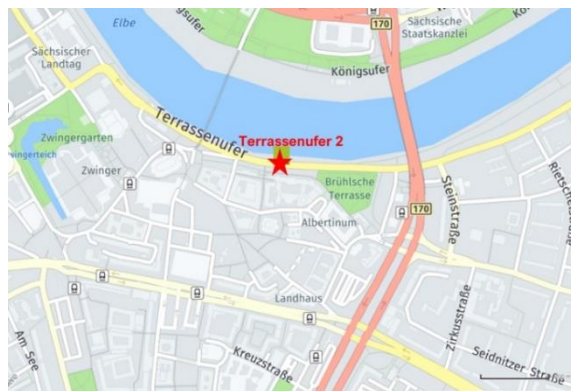 Elbe
170
Sächsische
Staatskanzlei
Sächsischer
Landtag
Königsufer
Terrassenufer
Terrassenufer 2
Zwingergarten
Zwinger
Brühlsche
Terrasse
Albertinum
170
Steinstraße
Landhaus
Zirkusstraße
Am See
Kreuzstraße
Seidnitzer Straße